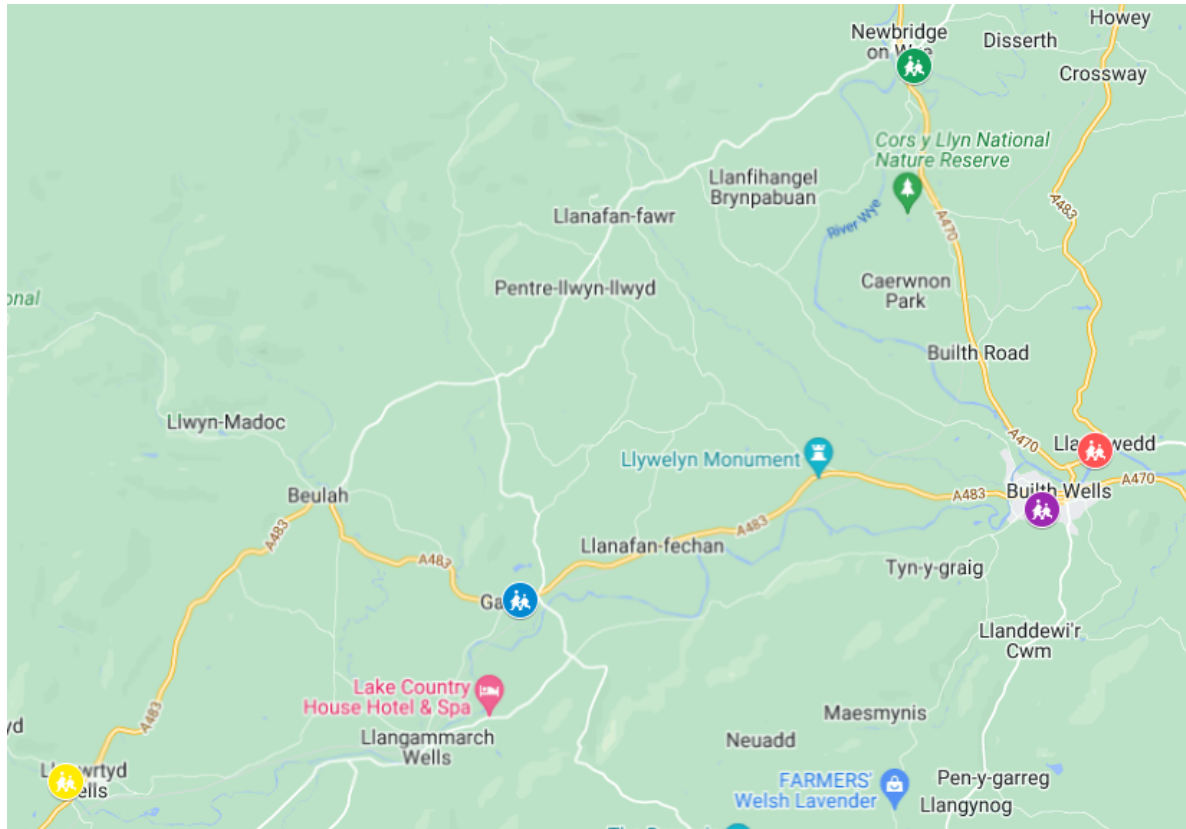 Howey
Newbridge
on Wye
Disserth
Crossway
Cors y Llyn National
Nature Reserve
Llanfihangel
Brynpabuan
Llanafan-fawr
River Wye
A470
A483
Caerwnon
Park
Pentre-llwyn-llwyd
onal
Builth Road
Llwyn-Madoc
A470
Llywelyn Monument
Beulah
A483
Builth Wells
A470
A483
A483
Llanafan-fechan
A483
Tyn-y-graig
Llanddewi'r
Cwm
Lake Country
House Hotel & Spa
A483
Maesmynis
yd
Llangammarch
Wells
Neuadd
FARMERS'
Welsh Lavender
Pen-y-garreg
Llangynog